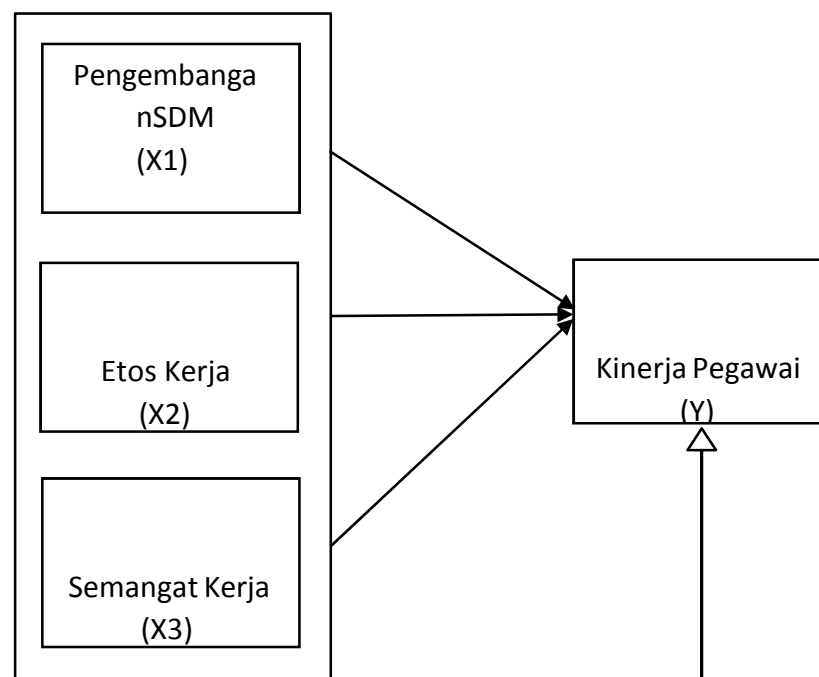 Pengembanga
nSDM
(X1)
Etos Kerja
(X2)
Semangat Kerja
(X3)
Kinerja Pegawai
(Y)